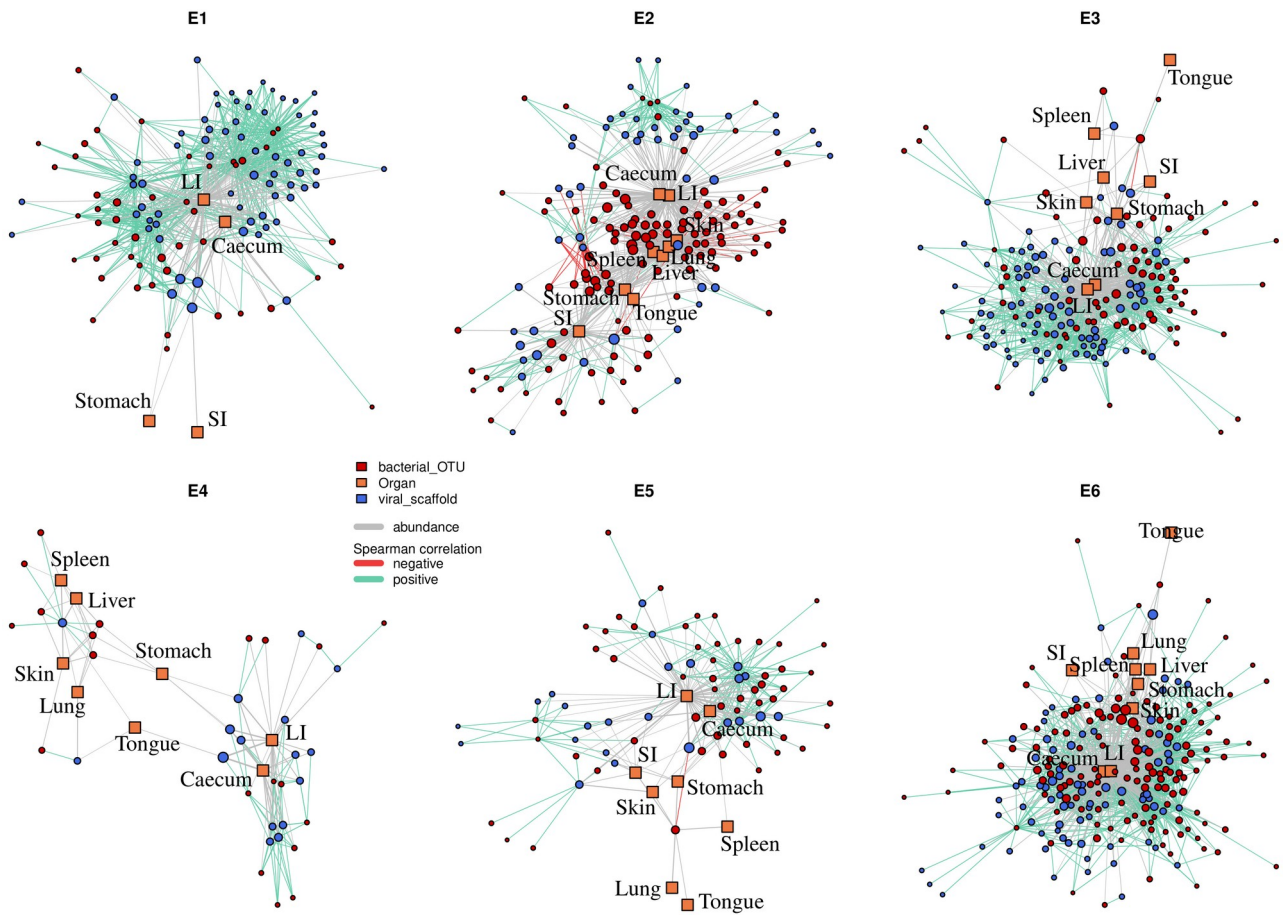 E1
E2
E3
LI
Caecum
Stomach
SI
Caecum
LI
Skin
Spleen
Lung
Liver
Stomach
Tongue
SI
Tongue
Spleen
Liver
SI
Skin
Stomach
Caecum
LI
bacterial_OTU
Organ
viral_scaffold
abundance
Spearman correlation
negative
positive
E4
E5
E6
Spleen
Liver
Stomach
Skin
Lung
Tongue
LI
Caecum
LI
Caecum
SI
Stomach
Skin
Spleen
Lung
Tongue
Tongue
Lung
SI
Spleen
Liver
Stomach
Skin
Caecum
LI